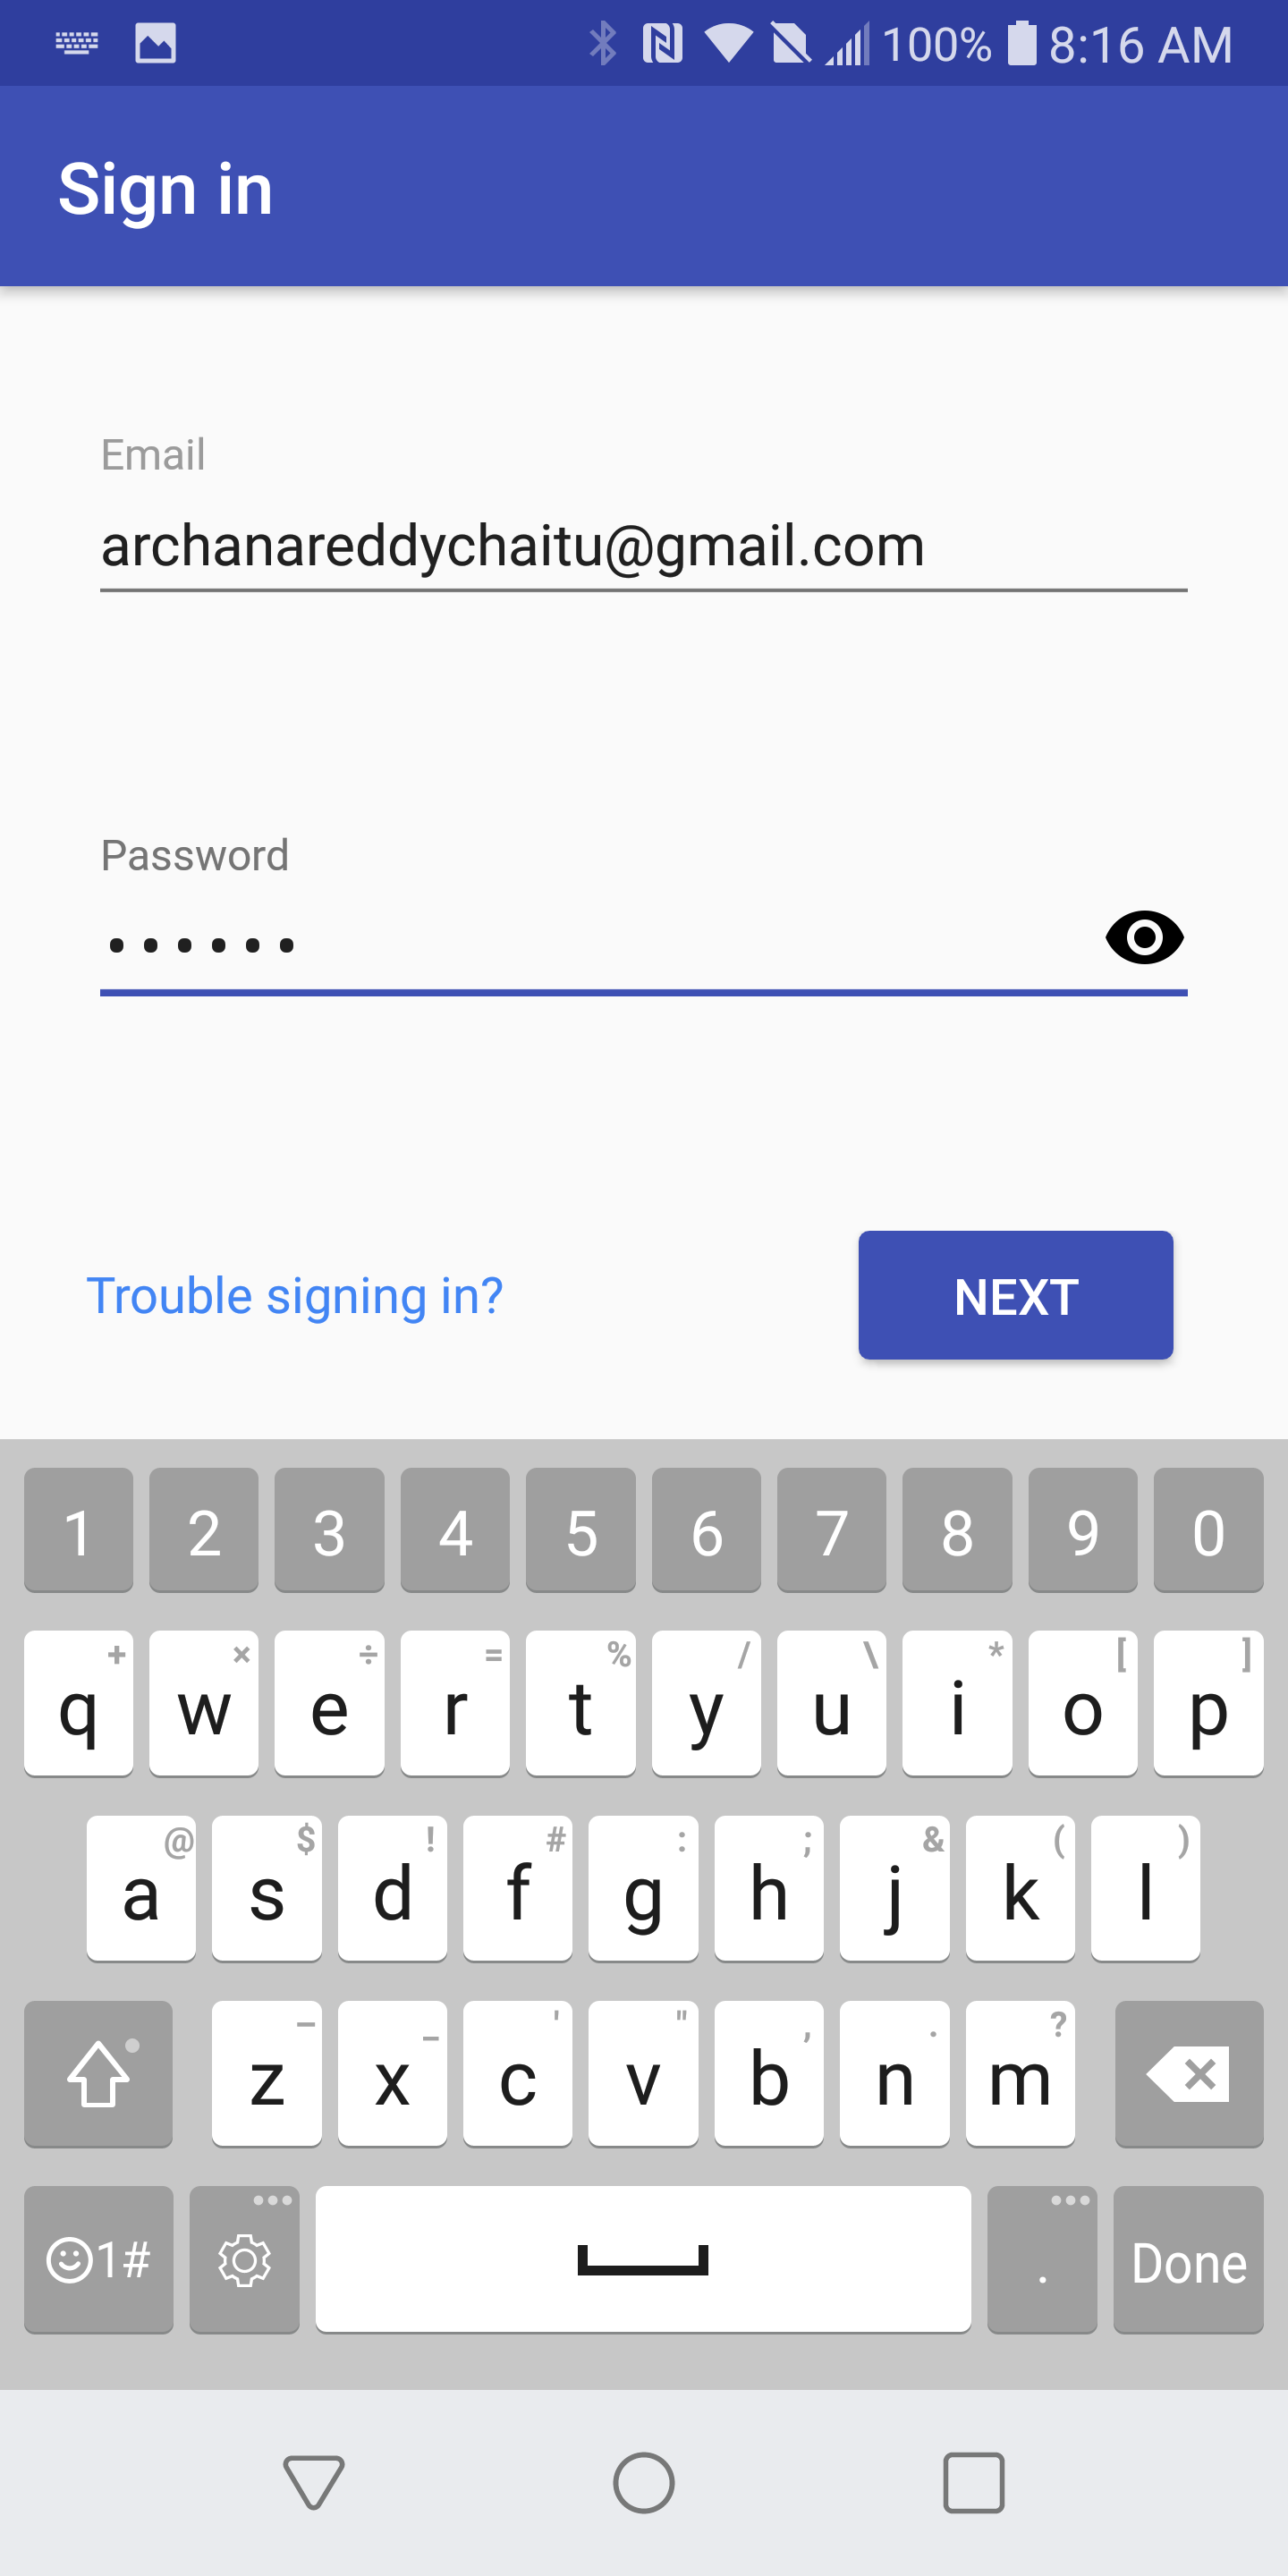 100% 8:16 AM
Sign in
Email
archanareddychaitu@gmail.com
Password
••••••
Trouble signing in? NEXT
1 2 3 4 5 6 7 8 9 0
+ × ÷ = % / \ * [ ]
q w e r t y u i o p
@ $ ! # : ; & ( )
a s d f g h j k l
– _ ' " , . ?
z x c v b n m
1# . Done